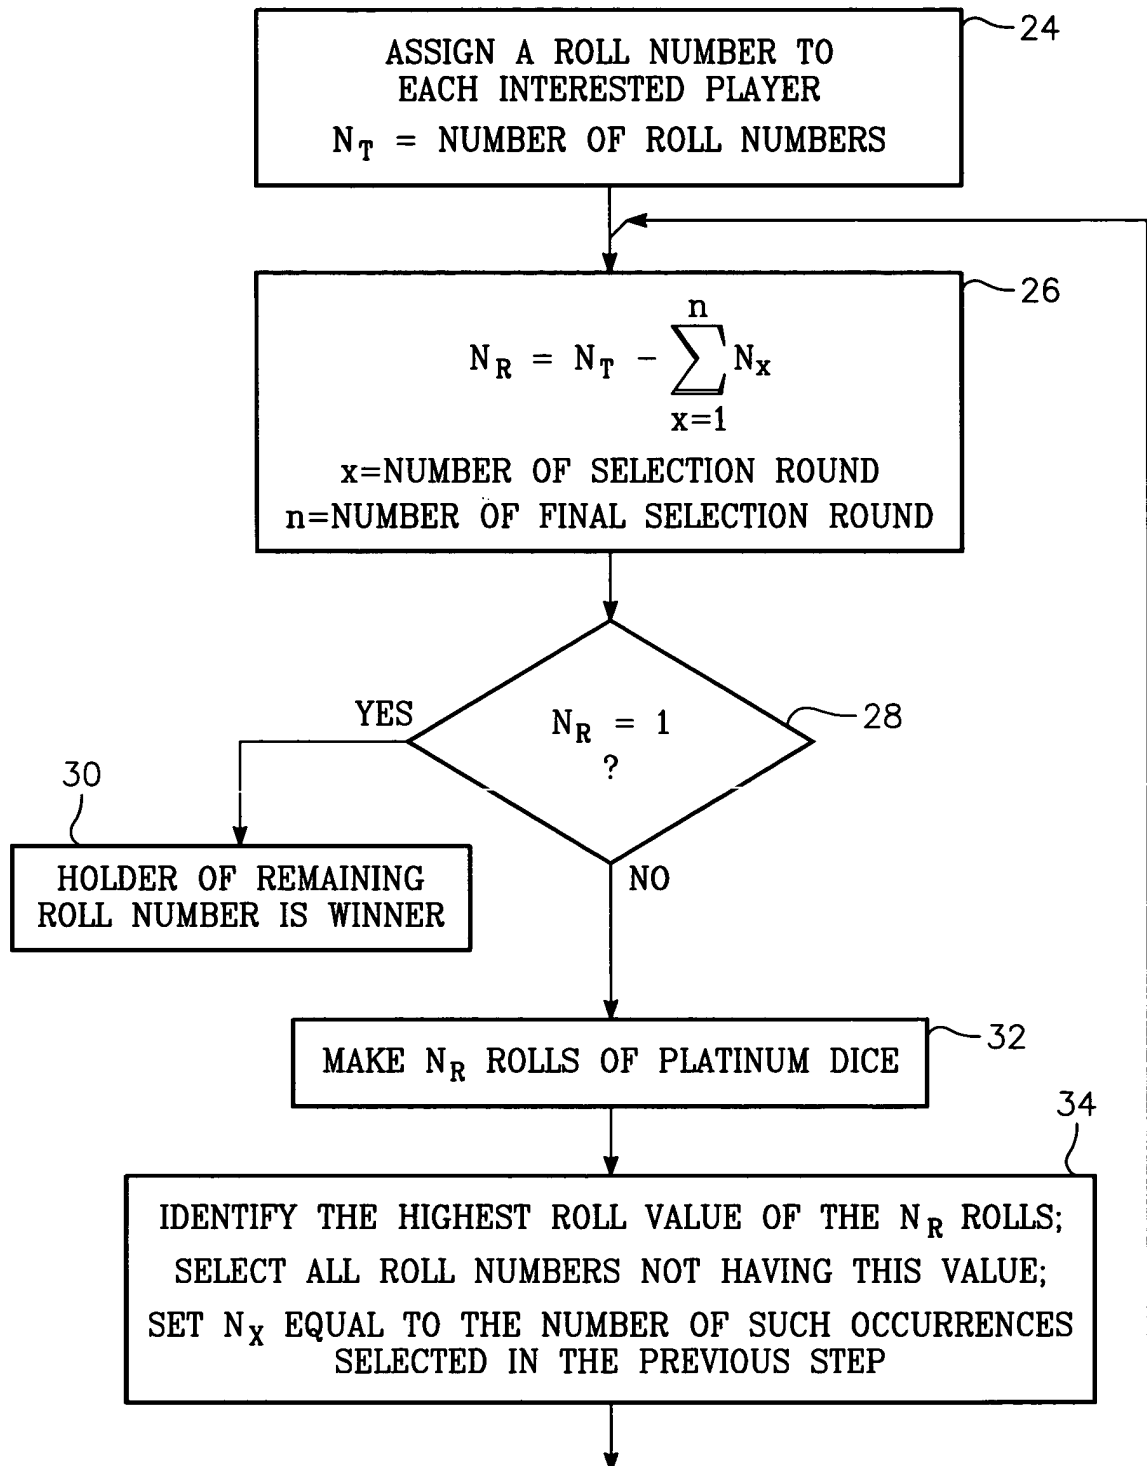 24
ASSIGN A ROLL NUMBER TO
EACH INTERESTED PLAYER
N_T = NUMBER OF ROLL NUMBERS
26
n
N_R = N_T - ∑ N_x
x=1
x=NUMBER OF SELECTION ROUND
n=NUMBER OF FINAL SELECTION ROUND
28
YES
N_R = 1
?
30
NO
HOLDER OF REMAINING
ROLL NUMBER IS WINNER
32
MAKE N_R ROLLS OF PLATINUM DICE
34
IDENTIFY THE HIGHEST ROLL VALUE OF THE N_R ROLLS;
SELECT ALL ROLL NUMBERS NOT HAVING THIS VALUE;
SET N_X EQUAL TO THE NUMBER OF SUCH OCCURRENCES
SELECTED IN THE PREVIOUS STEP